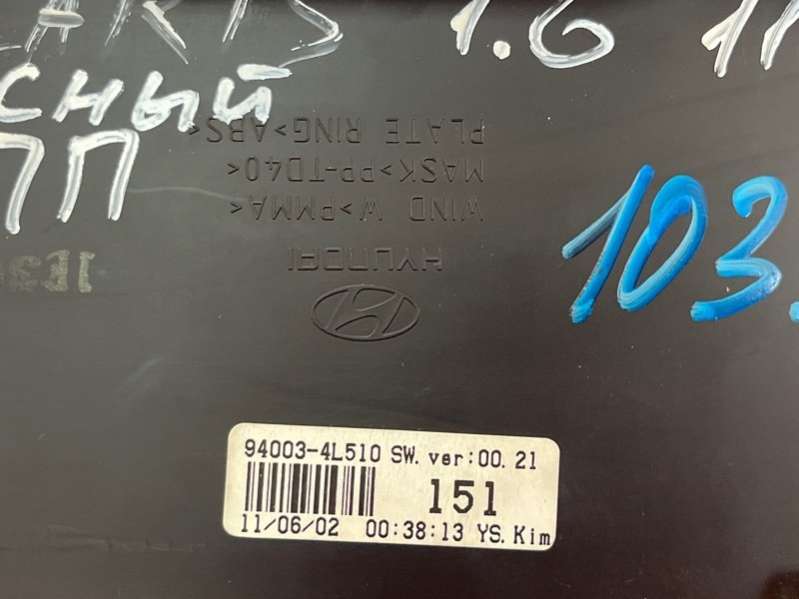 1.6
сный
ПП
103.
PLATE RING>ABS<
MASK>PP-TD40<
WIND W>PMMA<
HYUNDAI
94003-4L510 SW. ver:00. 21
151
11/06/02 00:38:13 YS. Kim